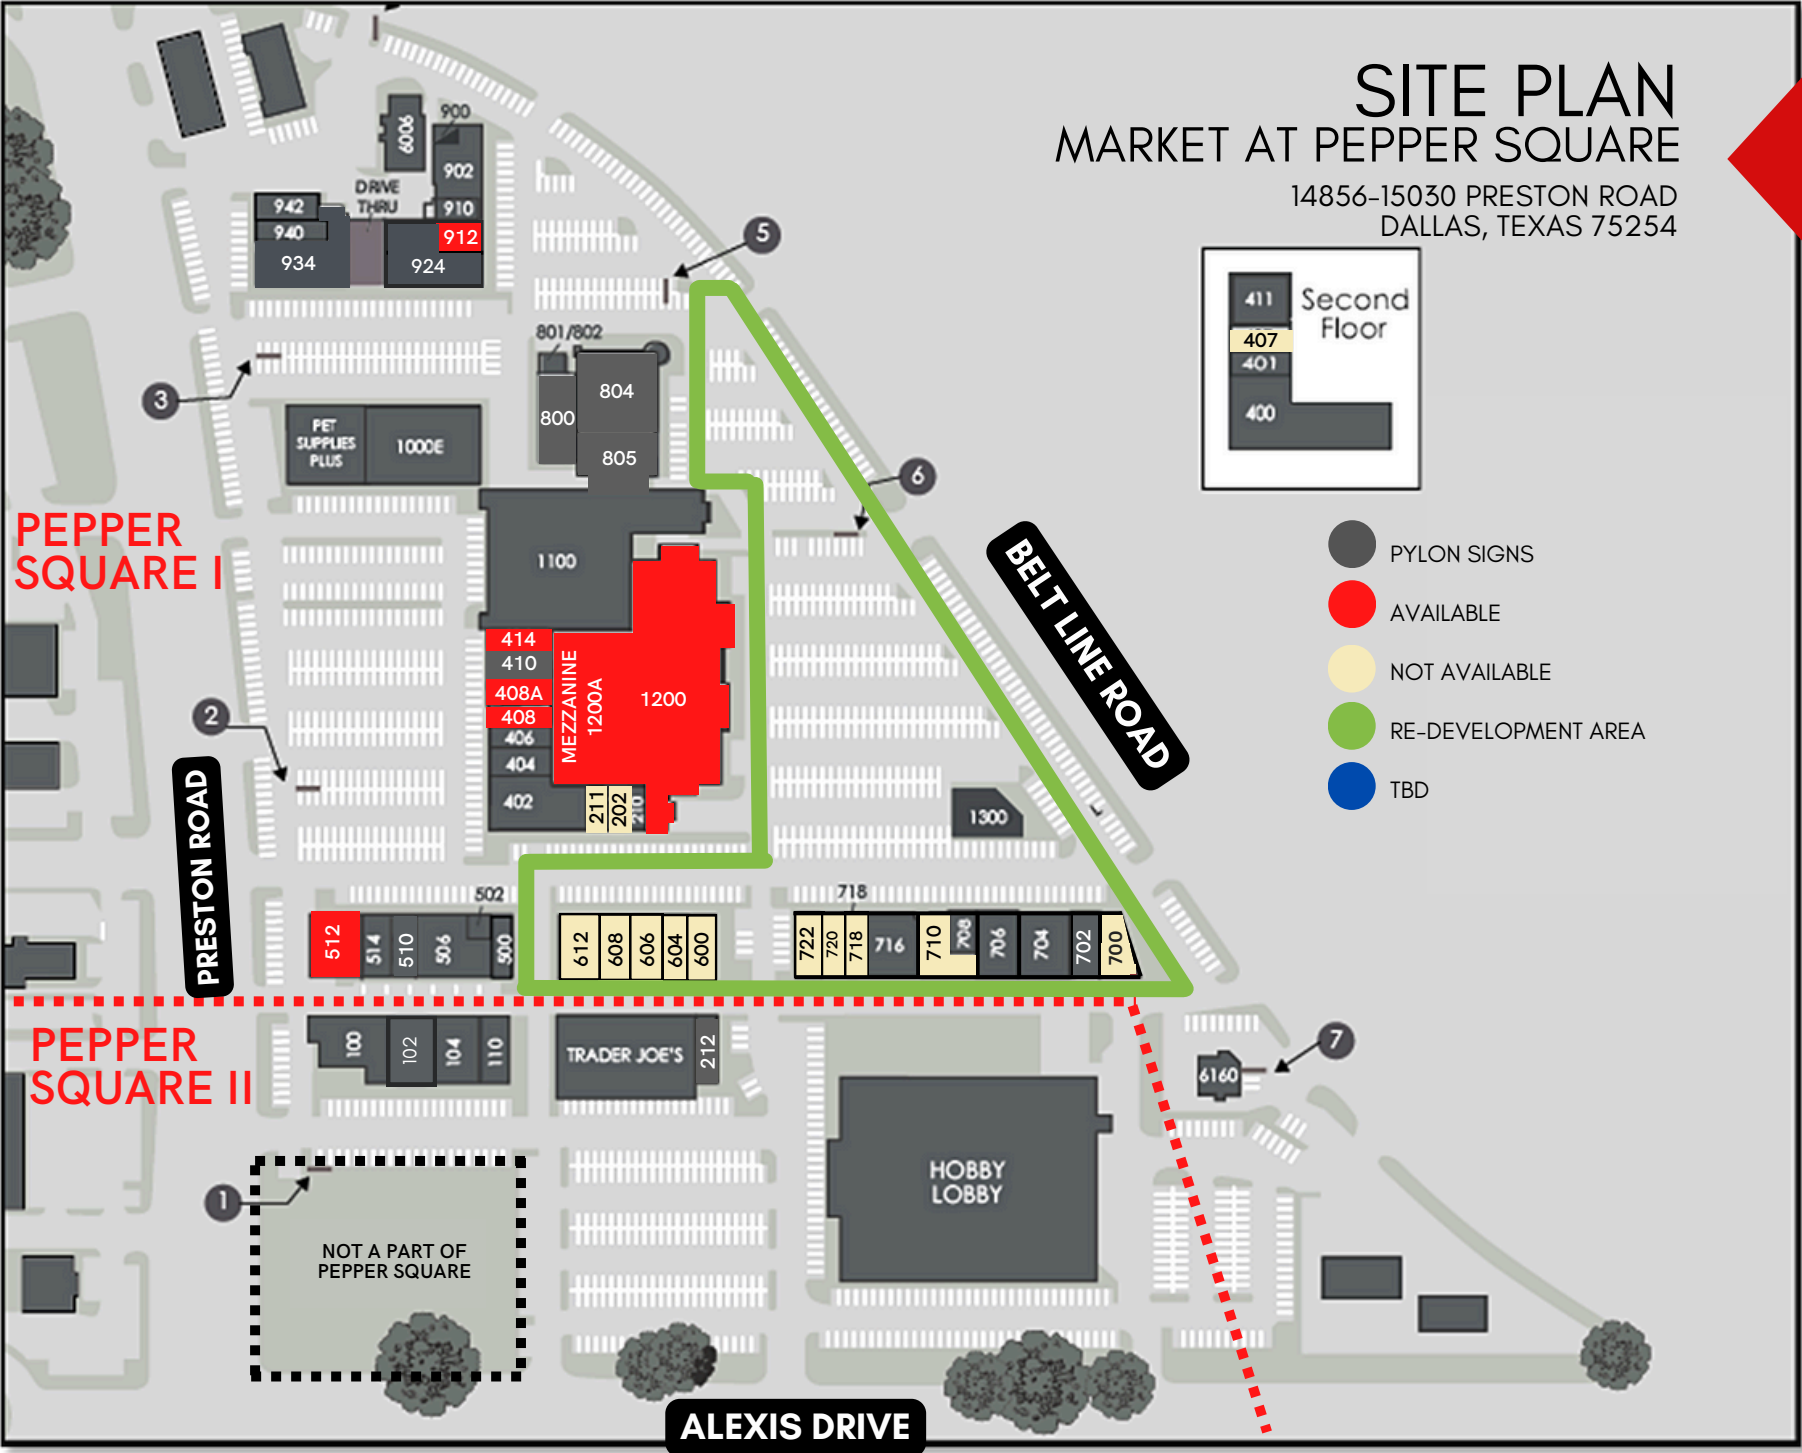 SITE PLAN
MARKET AT PEPPER SQUARE
14856-15030 PRESTON ROAD
DALLAS, TEXAS 75254
411
Second
Floor
407
401
400
PYLON SIGNS
AVAILABLE
NOT AVAILABLE
RE-DEVELOPMENT AREA
TBD
900
6006
902
DRIVE
THRU
942
910
940
912
934
924
5
801/802
3
804
800
805
PET
SUPPLIES
PLUS
1000E
6
PEPPER
SQUARE I
1100
BELT LINE ROAD
414
410
408A
408
406
404
402
MEZZANINE
1200A
1200
211
202
210
2
PRESTON ROAD
1300
502
718
512
514
510
506
500
612
608
606
604
600
722
720
718
716
710
708
706
704
702
700
PEPPER
SQUARE II
100
102
104
110
TRADER JOE'S
212
7
6160
HOBBY
LOBBY
1
NOT A PART OF
PEPPER SQUARE
ALEXIS DRIVE